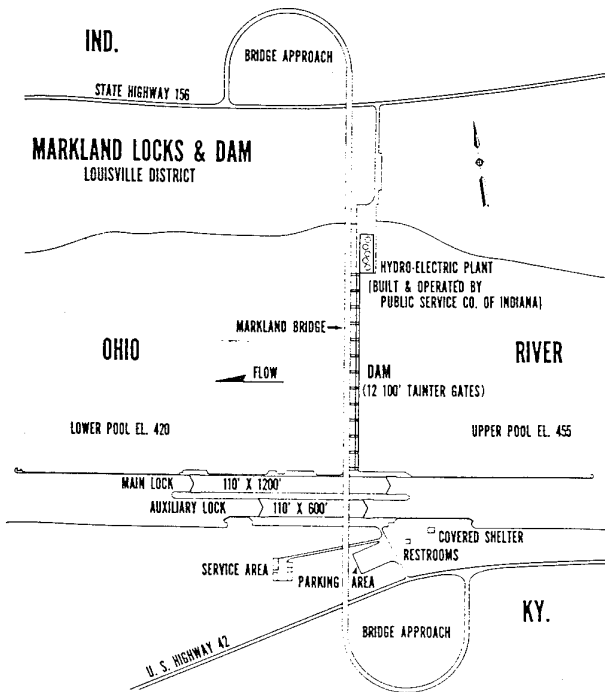 IND.
BRIDGE APPROACH
STATE HIGHWAY 156
MARKLAND LOCKS & DAM
LOUISVILLE DISTRICT
HYDRO-ELECTRIC PLANT
(BUILT & OPERATED BY
PUBLIC SERVICE CO. OF INDIANA)
MARKLAND BRIDGE
OHIO
RIVER
FLOW
DAM
(12 100' TAINTER GATES)
LOWER POOL EL. 420
UPPER POOL EL. 455
MAIN LOCK
110' X 1200'
AUXILIARY LOCK
110' X 600'
COVERED SHELTER
RESTROOMS
SERVICE AREA
PARKING AREA
KY.
BRIDGE APPROACH
U. S. HIGHWAY 42